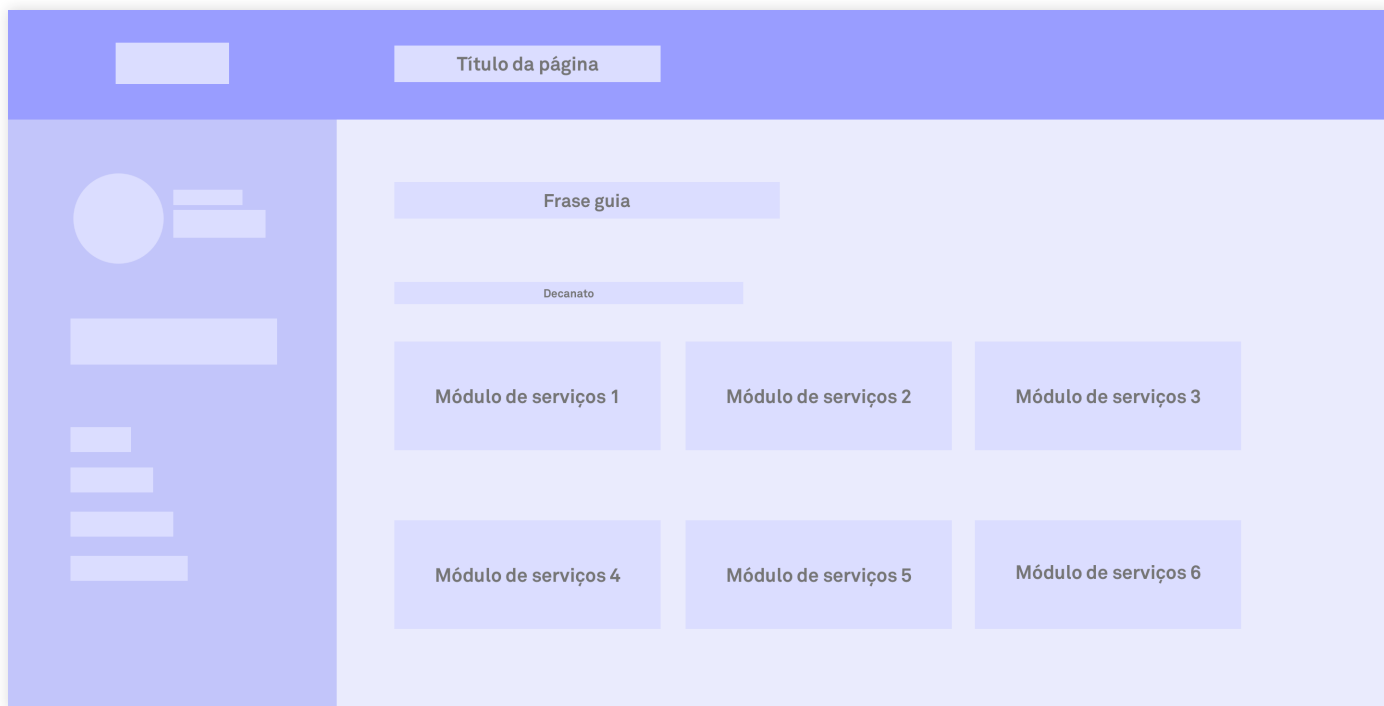 Título da página
Frase guia
Decanato
Módulo de serviços 1
Módulo de serviços 2
Módulo de serviços 3
Módulo de serviços 4
Módulo de serviços 5
Módulo de serviços 6